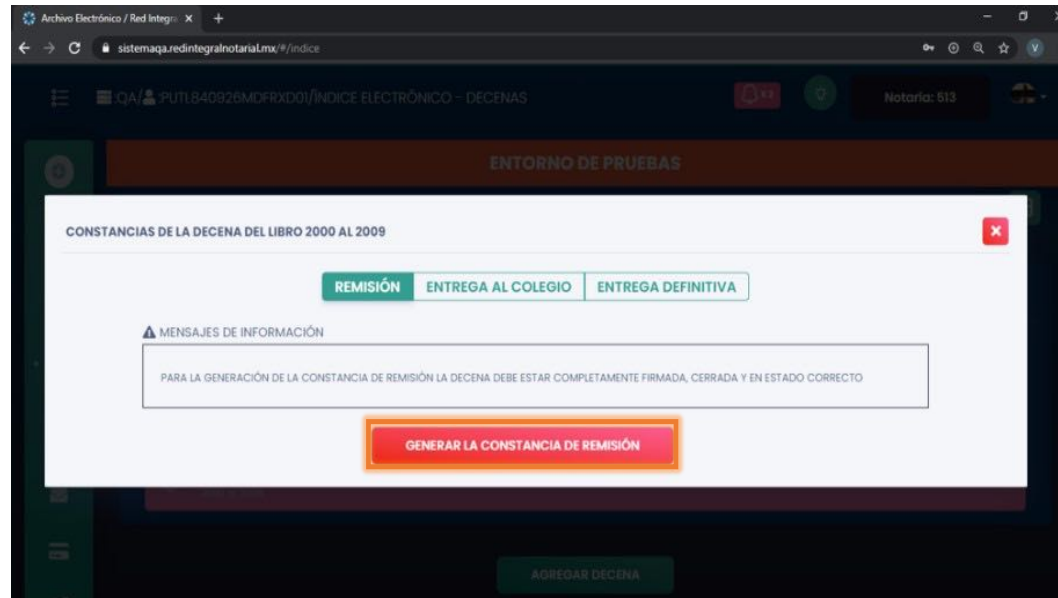 Archivo Electrónico / Red Integr
sistemaqa.redintegralnotarial.mx/#/indice
V
:QA/ :PUTL840926MDFRXD01/ÍNDICE ELECTRÓNICO - DECENAS
x3
Notaria: 513
ENTORNO DE PRUEBAS
CONSTANCIAS DE LA DECENA DEL LIBRO 2000 AL 2009
REMISIÓN ENTREGA AL COLEGIO ENTREGA DEFINITIVA
MENSAJES DE INFORMACIÓN
PARA LA GENERACIÓN DE LA CONSTANCIA DE REMISIÓN LA DECENA DEBE ESTAR COMPLETAMENTE FIRMADA, CERRADA Y EN ESTADO CORRECTO
GENERAR LA CONSTANCIA DE REMISIÓN
AGREGAR DECENA